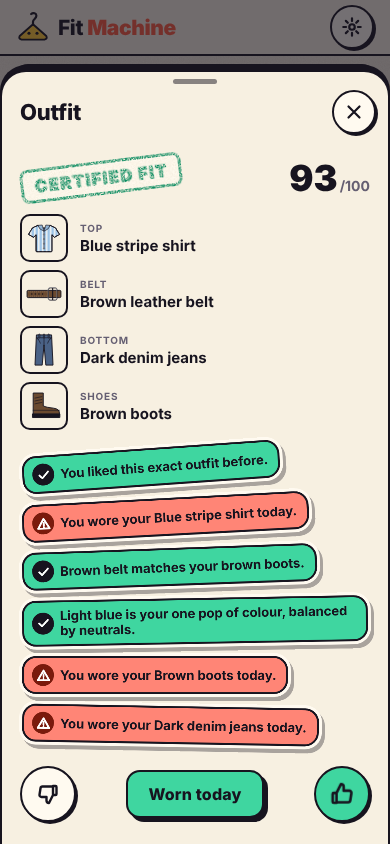 Fit Machine
Outfit
CERTIFIED FIT
93/100
TOP
Blue stripe shirt
BELT
Brown leather belt
BOTTOM
Dark denim jeans
SHOES
Brown boots
You liked this exact outfit before.
You wore your Blue stripe shirt today.
Brown belt matches your brown boots.
Light blue is your one pop of colour, balanced
by neutrals.
You wore your Brown boots today.
You wore your Dark denim jeans today.
Worn today